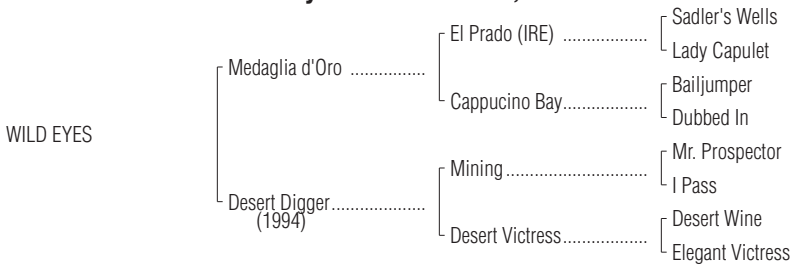 Sadler's Wells
El Prado (IRE) ..................
Lady Capulet
Medaglia d'Oro ................
Bailjumper
Cappucino Bay..................
Dubbed In
WILD EYES
Mr. Prospector
Mining ..............................
I Pass
Desert Digger....................
(1994)
Desert Wine
Desert Victress..................
Elegant Victress